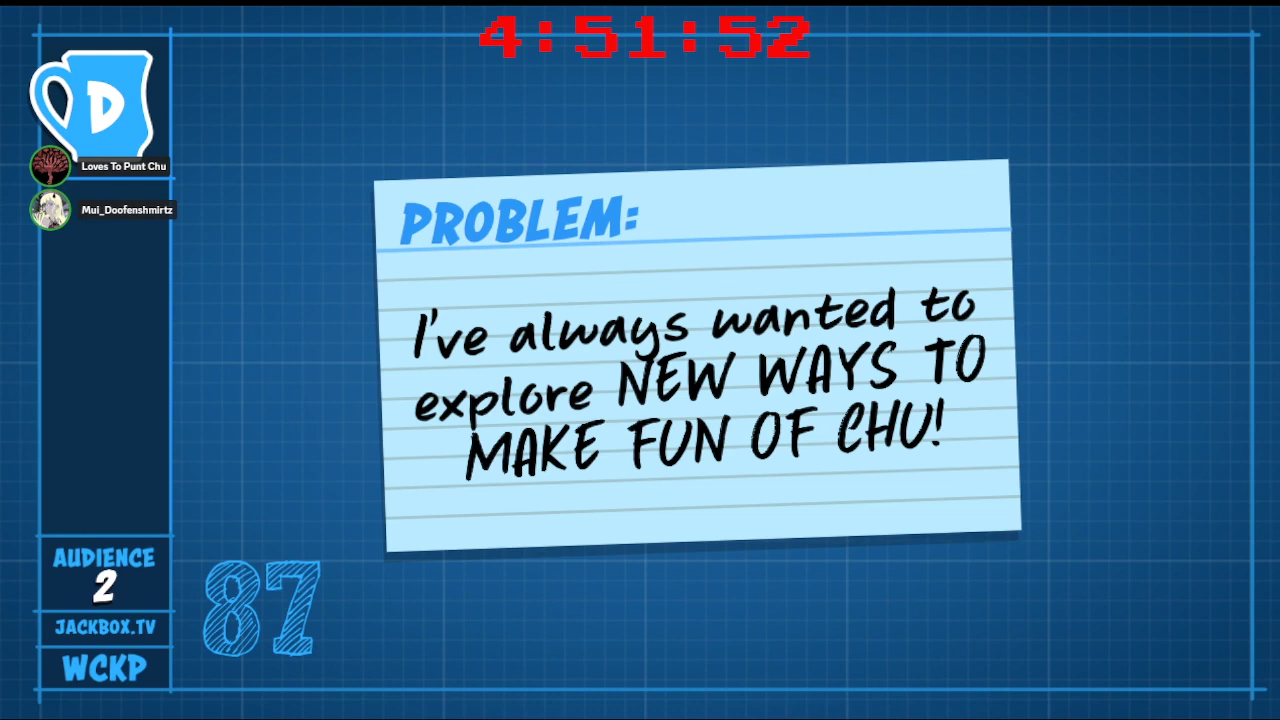 4:51:52
D
Loves To Punt Chu
Mui_Doofenshmirtz
PROBLEM:
I've always wanted to
explore NEW WAYS TO
MAKE FUN OF CHU!
AUDIENCE
2
JACKBOX.TV
WCKP
87